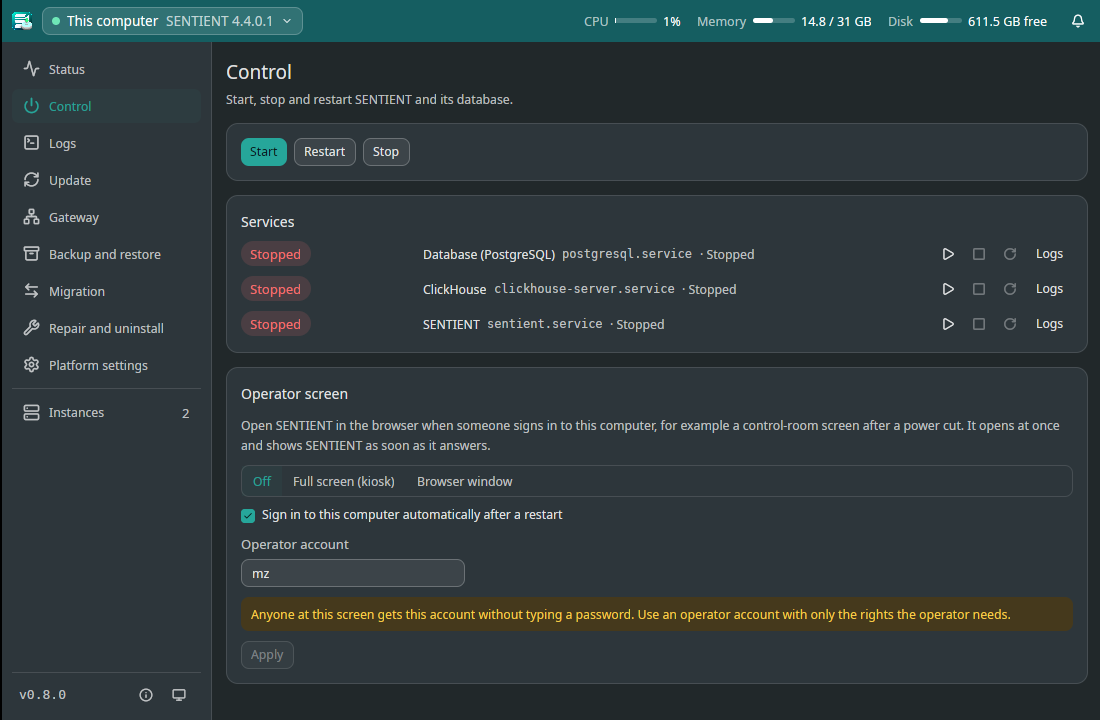 This computer SENTIENT 4.4.0.1 CPU 1% Memory 14.8 / 31 GB Disk 611.5 GB free
Status
Control
Logs
Update
Gateway
Backup and restore
Migration
Repair and uninstall
Platform settings
Instances 2
v0.8.0
Control
Start, stop and restart SENTIENT and its database.
Start Restart Stop
Services
Stopped Database (PostgreSQL) postgresql.service · Stopped Logs
Stopped ClickHouse clickhouse-server.service · Stopped Logs
Stopped SENTIENT sentient.service · Stopped Logs
Operator screen
Open SENTIENT in the browser when someone signs in to this computer, for example a control-room screen after a power cut. It opens at once
and shows SENTIENT as soon as it answers.
Off Full screen (kiosk) Browser window
Sign in to this computer automatically after a restart
Operator account
mz
Anyone at this screen gets this account without typing a password. Use an operator account with only the rights the operator needs.
Apply